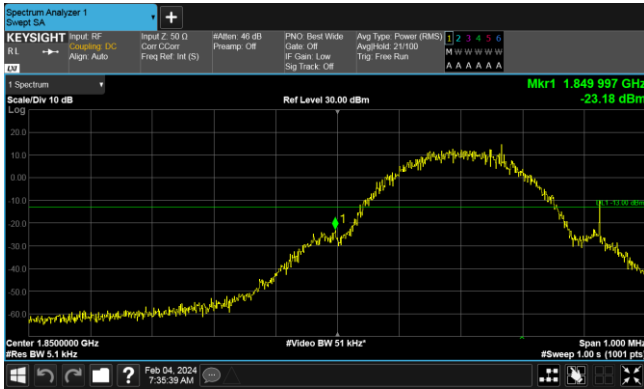 Spectrum Analyzer 1
Swept SA
+
KEYSIGHT
RL
LXI
Input: RF
Coupling: DC
Align: Auto
Input Z: 50 Ω
Corr CCorr
Freq Ref: Int (S)
#Atten: 46 dB
Preamp: Off
PNO: Best Wide
Gate: Off
IF Gain: Low
Sig Track: Off
Avg Type: Power (RMS)
Avg|Hold: 21/100
Trig: Free Run
1 2 3 4 5 6
M W W W W W
A A A A A A
1 Spectrum
Mkr1 1.849 997 GHz
Scale/Div 10 dB
Ref Level 30.00 dBm
-23.18 dBm
Log
20.0
10.0
0.00
-10.0
DL1 -13.00 dBm
-20.0
1
-30.0
-40.0
-50.0
-60.0
Center 1.8500000 GHz
#Video BW 51 kHz*
Span 1.000 MHz
#Res BW 5.1 kHz
#Sweep 1.00 s (1001 pts)
?
Feb 04, 2024
7:35:39 AM